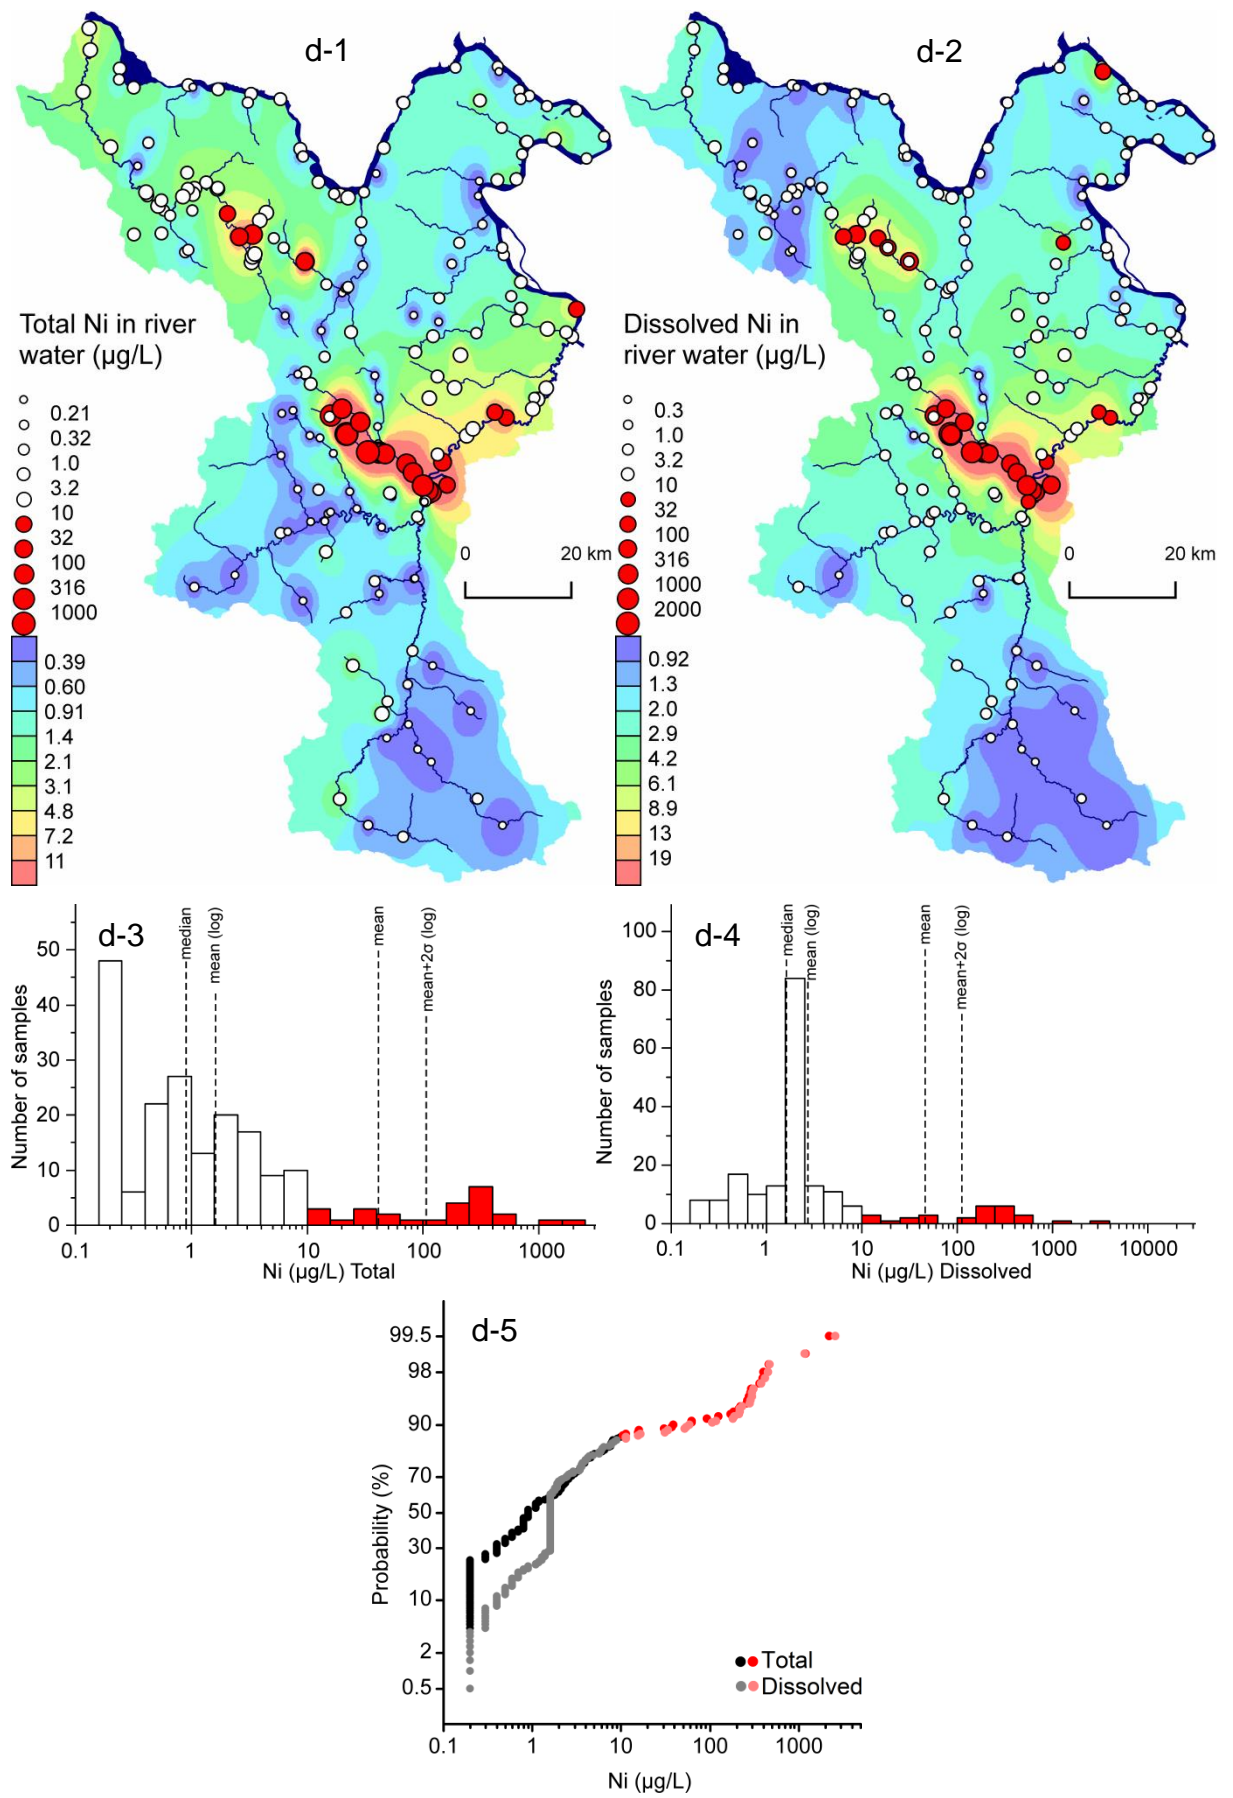 d-1
Total Ni in river
water (µg/L)
0.21
0.32
1.0
3.2
10
32
100
316
1000
0.39
0.60
0.91
1.4
2.1
3.1
4.8
7.2
11
0
20 km
d-2
Dissolved Ni in
river water (µg/L)
0.3
1.0
3.2
10
32
100
316
1000
2000
0.92
1.3
2.0
2.9
4.2
6.1
8.9
13
19
0
20 km
d-3
Number of samples
50
40
30
20
10
0
median
mean (log)
mean
mean+2σ (log)
0.1
1
10
100
1000
Ni (µg/L) Total
d-4
Number of samples
100
80
60
40
20
0
median
mean (log)
mean
mean+2σ (log)
0.1
1
10
100
1000
10000
Ni (µg/L) Dissolved
d-5
Probability (%)
99.5
98
90
70
50
30
10
2
0.5
Total
Dissolved
0.1
1
10
100
1000
Ni (µg/L)